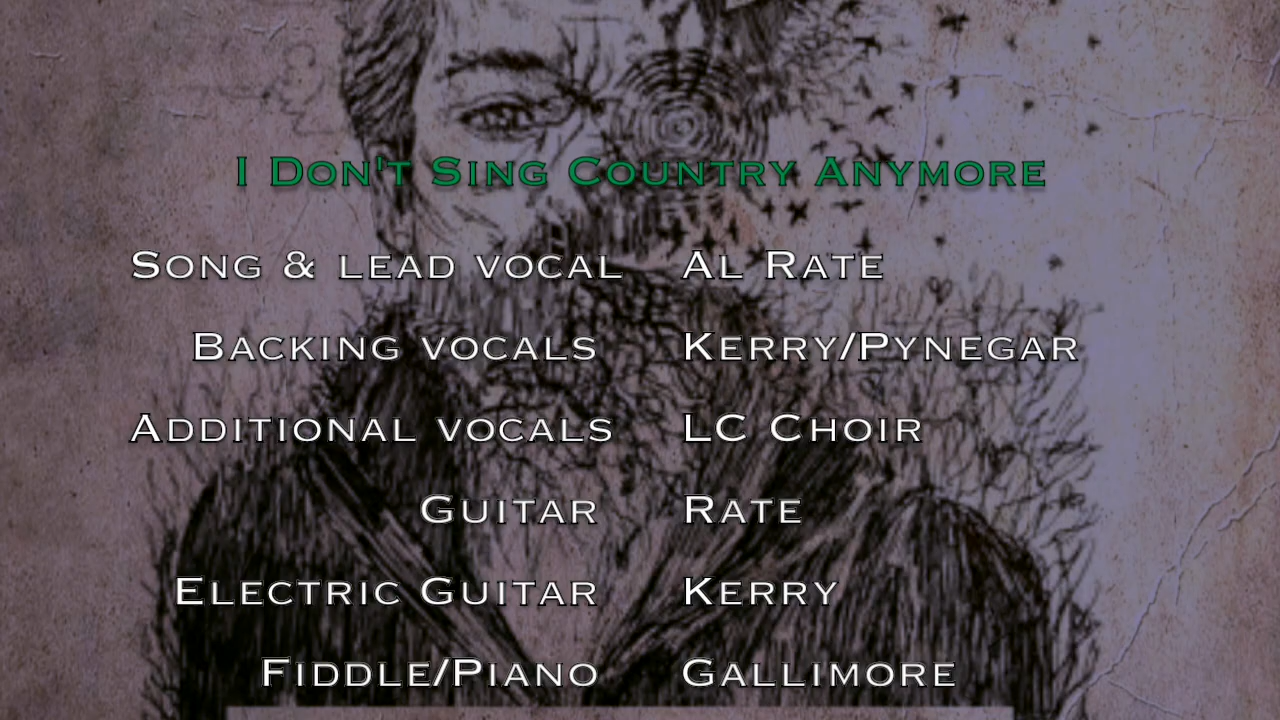 I Don't Sing Country Anymore
Song & lead vocal Al Rate
Backing vocals Kerry/Pynegar
Additional vocals LC Choir
Guitar Rate
Electric Guitar Kerry
Fiddle/Piano Gallimore